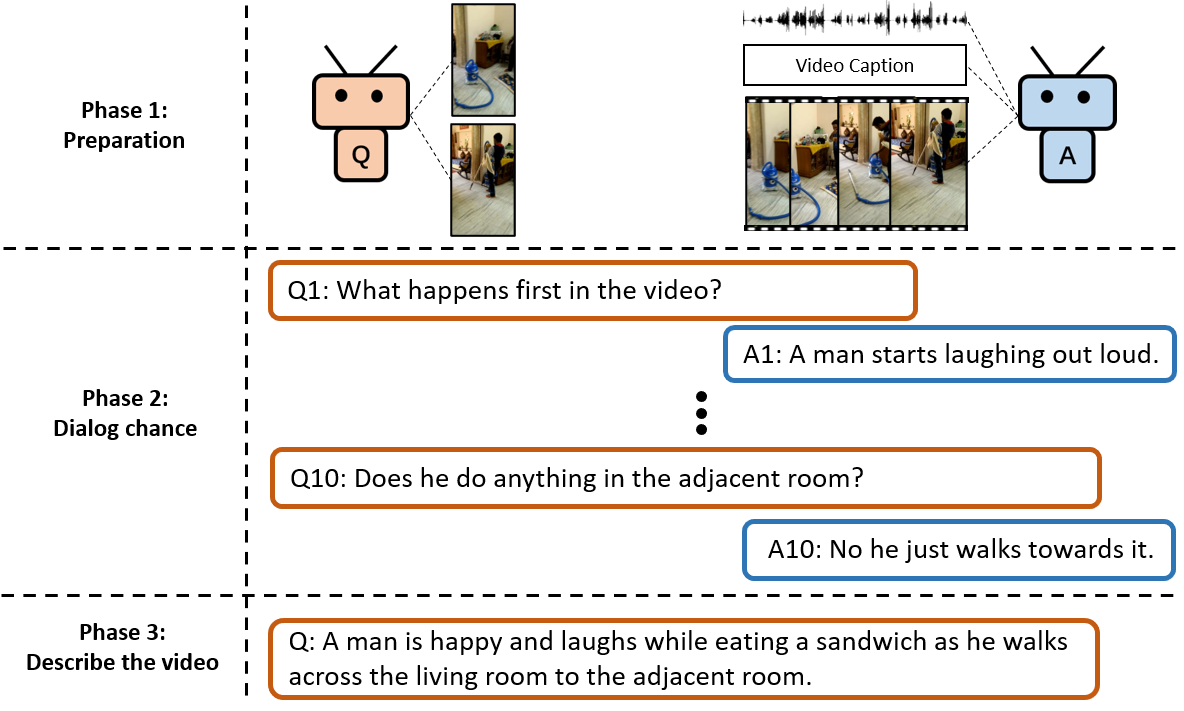 Phase 1:
Preparation
Q
Video Caption
A
Phase 2:
Dialog chance
Q1: What happens first in the video?
A1: A man starts laughing out loud.
Q10: Does he do anything in the adjacent room?
A10: No he just walks towards it.
Phase 3:
Describe the video
Q: A man is happy and laughs while eating a sandwich as he walks
across the living room to the adjacent room.